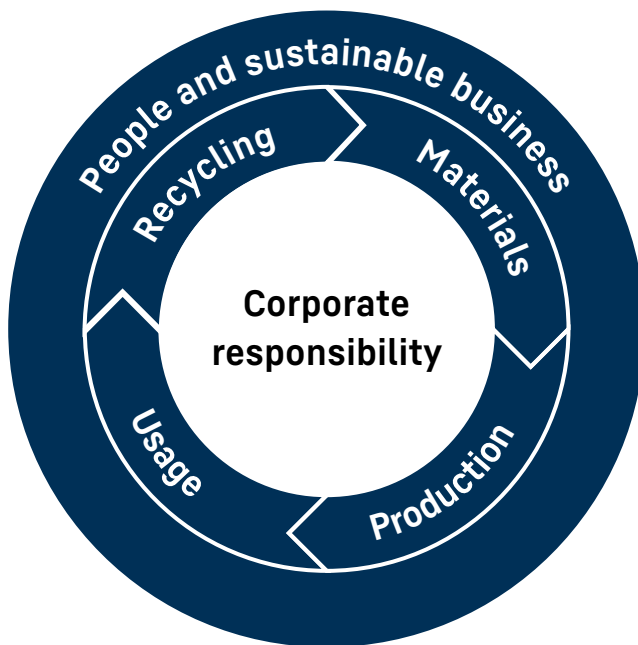 People and sustainable business
Recycling
Materials
Corporate
responsibility
Usage
Production